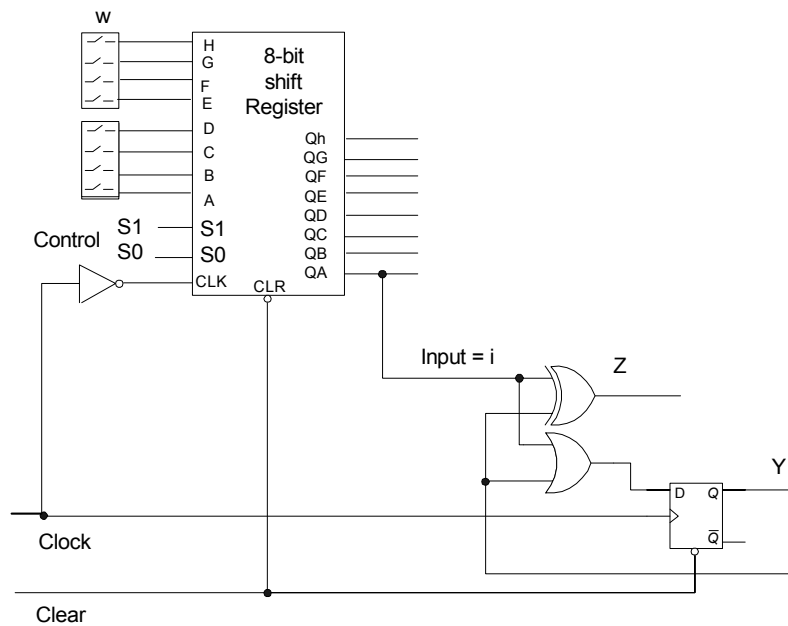 w
H
G
F
E
D
C
B
A
8-bit
shift
Register
Qh
QG
QF
QE
QD
QC
QB
QA
S1
S1
S0
S0
Control
CLK
CLR
Input = i
Z
D
Q
Q̅
Y
Clock
Clear